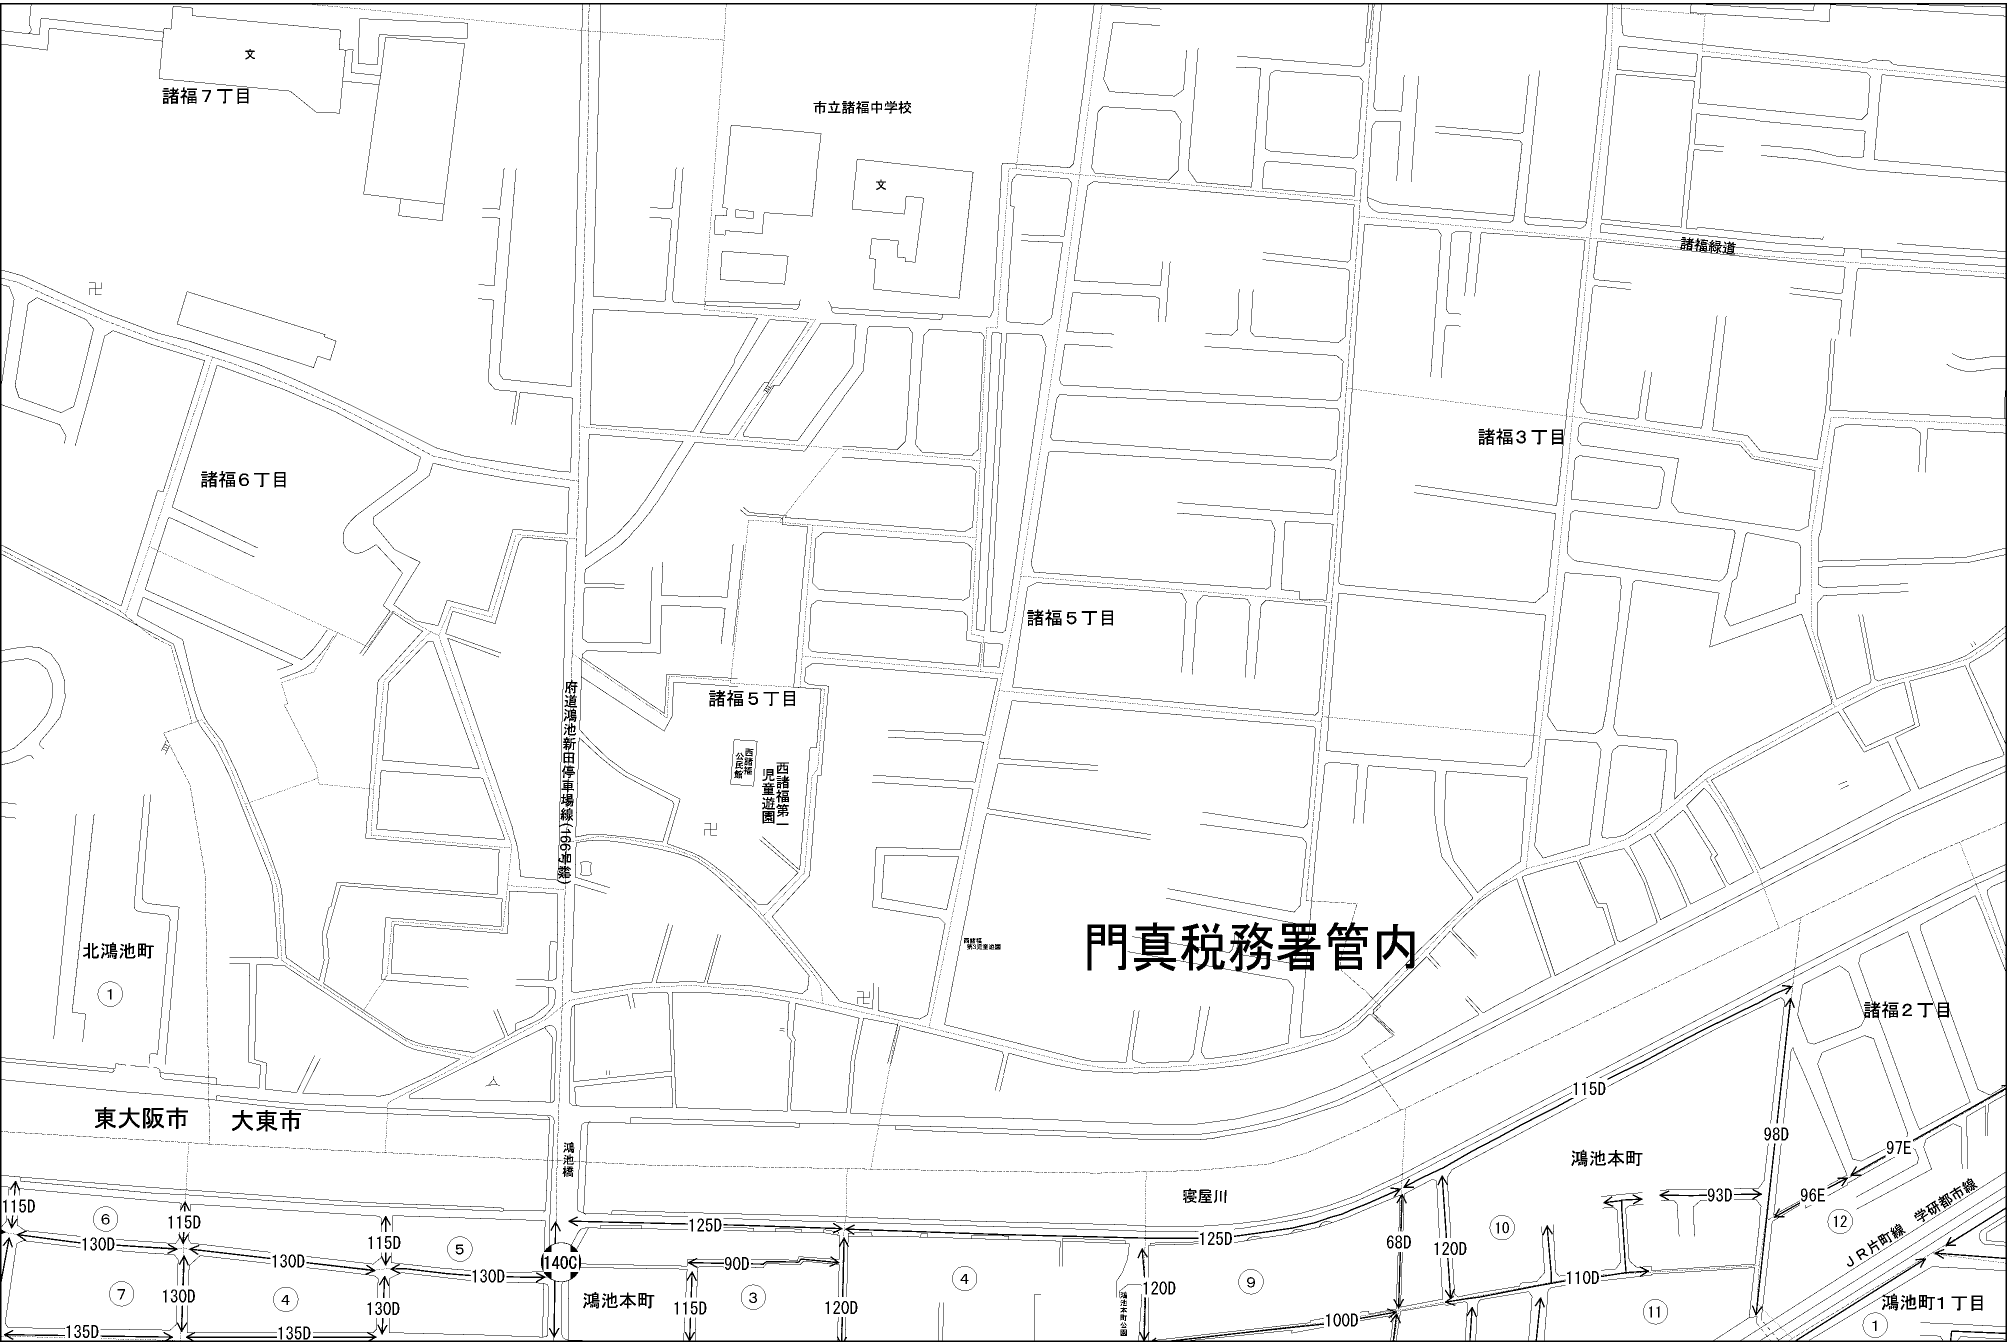 文
諸福７丁目
市立諸福中学校
文
諸福緑道
諸福３丁目
諸福６丁目
諸福５丁目
府道鴻池新田停車場線(166号線)
諸福５丁目
西諸福
公民館
西諸福第一
児童遊園
門真税務署管内
北鴻池町
①
諸福２丁目
東大阪市
大東市
鴻池橋
115D
98D
鴻池本町
97E
96E
93D
寝屋川
ＪＲ片町線　学研都市線
115D
⑥
115D
130D
115D
⑤
130D
130D
140C
125D
125D
90D
68D
120D
⑩
110D
⑫
⑦
130D
④
130D
鴻池本町
115D
③
120D
④
120D
鴻池本町公園
⑨
100D
⑪
鴻池町１丁目
①
135D
135D